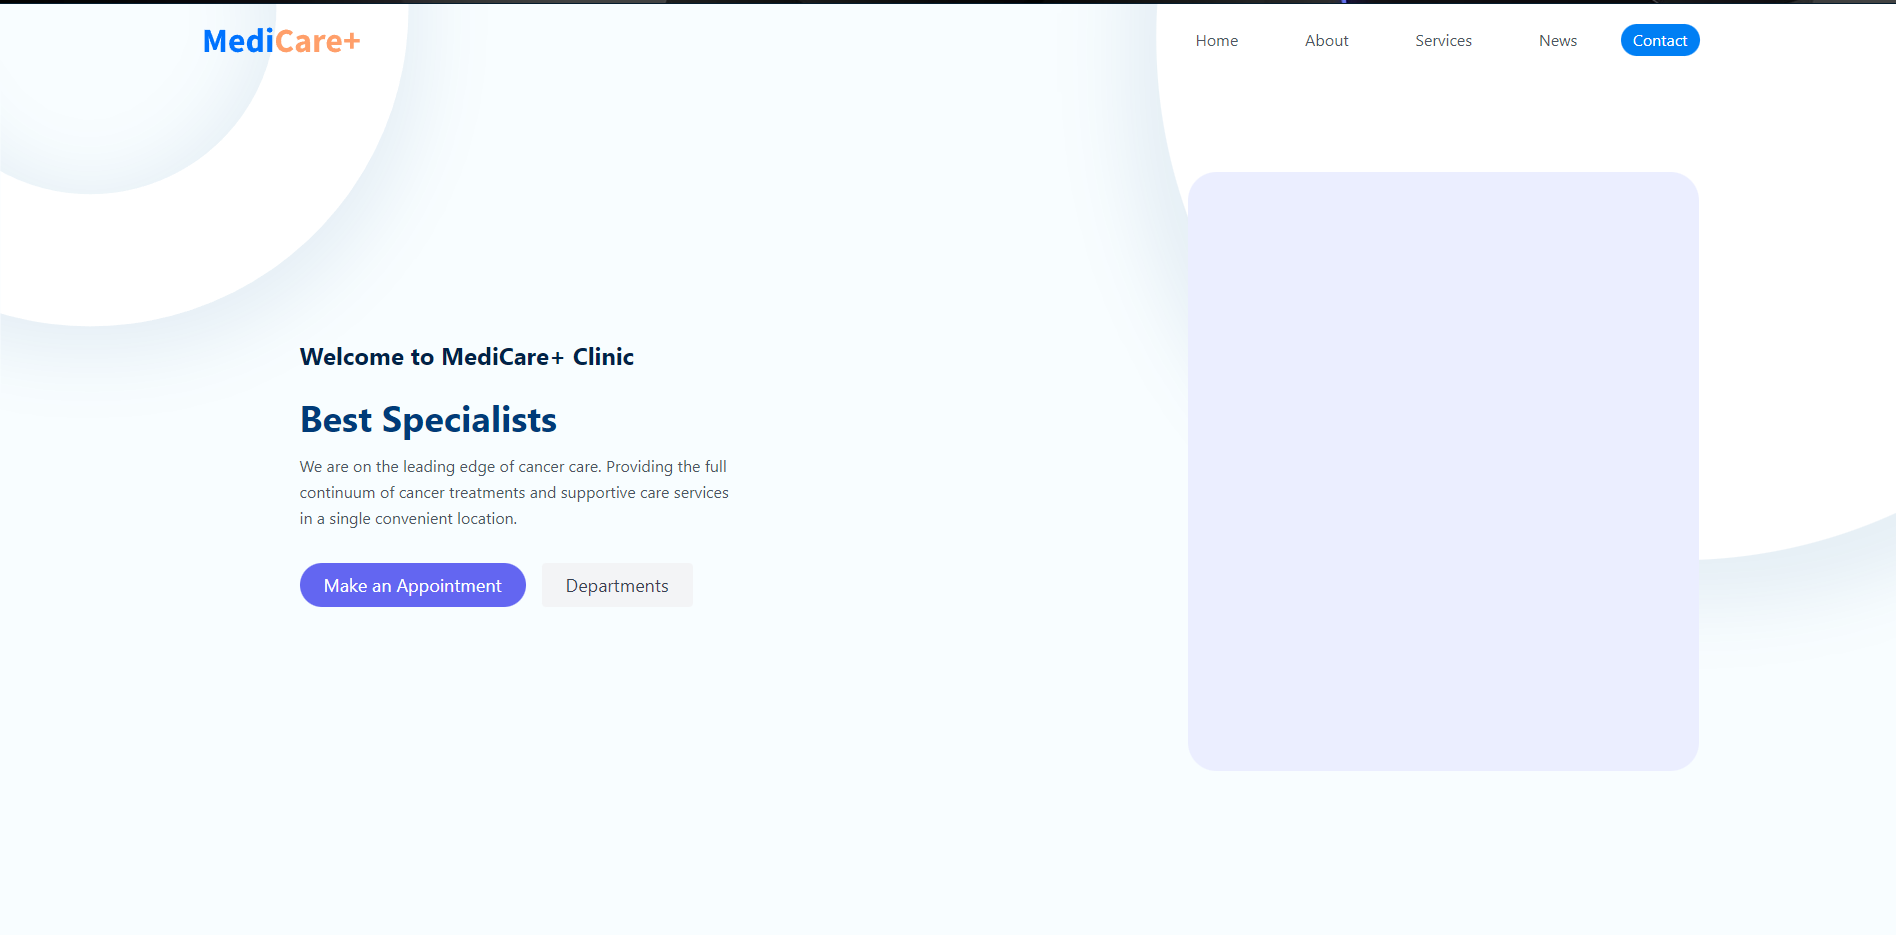 MediCare+
Home About Services News Contact
Welcome to MediCare+ Clinic
Best Specialists
We are on the leading edge of cancer care. Providing the full
continuum of cancer treatments and supportive care services
in a single convenient location.
Make an Appointment Departments